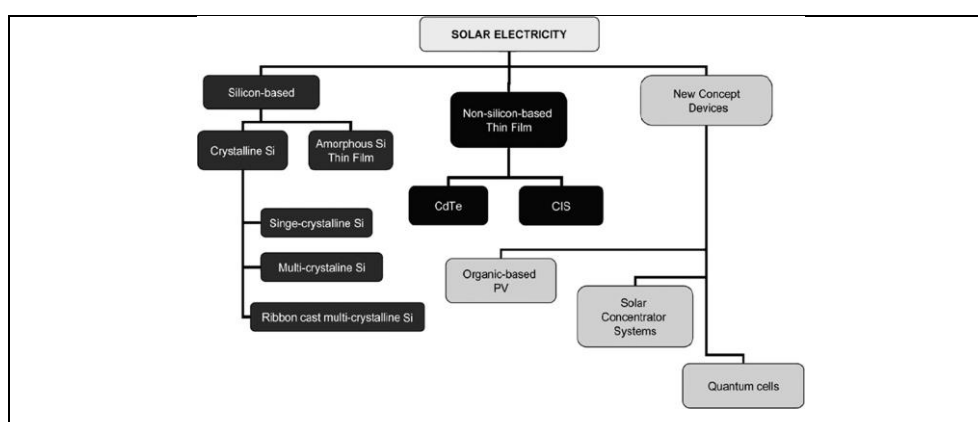 SOLAR ELECTRICITY
Silicon-based
Non-silicon-based
Thin Film
New Concept
Devices
Crystalline Si
Amorphous Si
Thin Film
CdTe
CIS
Singe-crystalline Si
Multi-crystaline Si
Ribbon cast multi-crystalline Si
Organic-based
PV
Solar
Concentrator
Systems
Quantum cells